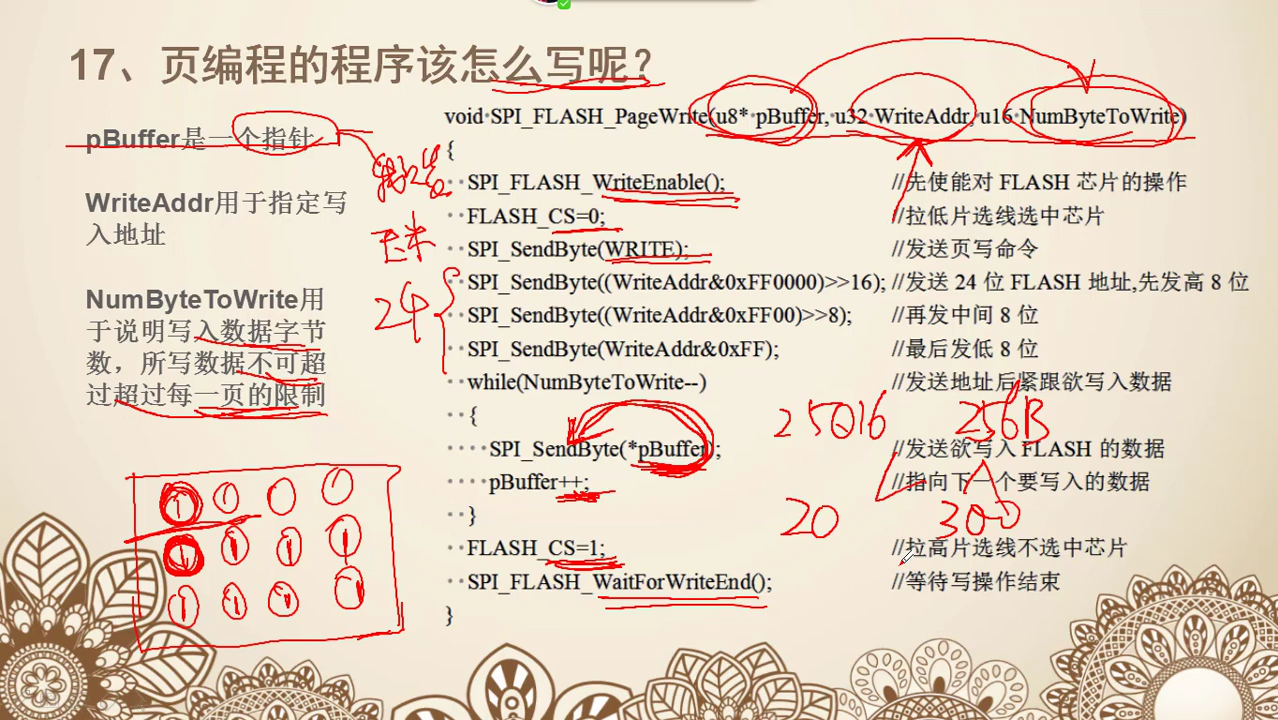 17、页编程的程序该怎么写呢？
pBuffer是一个指针
WriteAddr用于指定写
入地址
NumByteToWrite用
于说明写入数据字节
数，所写数据不可超
过超过每一页的限制
void SPI_FLASH_PageWrite(u8* pBuffer, u32 WriteAddr, u16 NumByteToWrite)
{
SPI_FLASH_WriteEnable(); //先使能对 FLASH 芯片的操作
FLASH_CS=0; //拉低片选线选中芯片
SPI_SendByte(WRITE); //发送页写命令
SPI_SendByte((WriteAddr&0xFF0000)>>16); //发送 24 位 FLASH 地址,先发高 8 位
SPI_SendByte((WriteAddr&0xFF00)>>8); //再发中间 8 位
SPI_SendByte(WriteAddr&0xFF); //最后发低 8 位
while(NumByteToWrite--) //发送地址后紧跟欲写入数据
{
SPI_SendByte(*pBuffer); //发送欲写入 FLASH 的数据
pBuffer++; //指向下一个要写入的数据
}
FLASH_CS=1; //拉高片选线不选中芯片
SPI_FLASH_WaitForWriteEnd(); //等待写操作结束
}
24
25Q16 256B
20 300